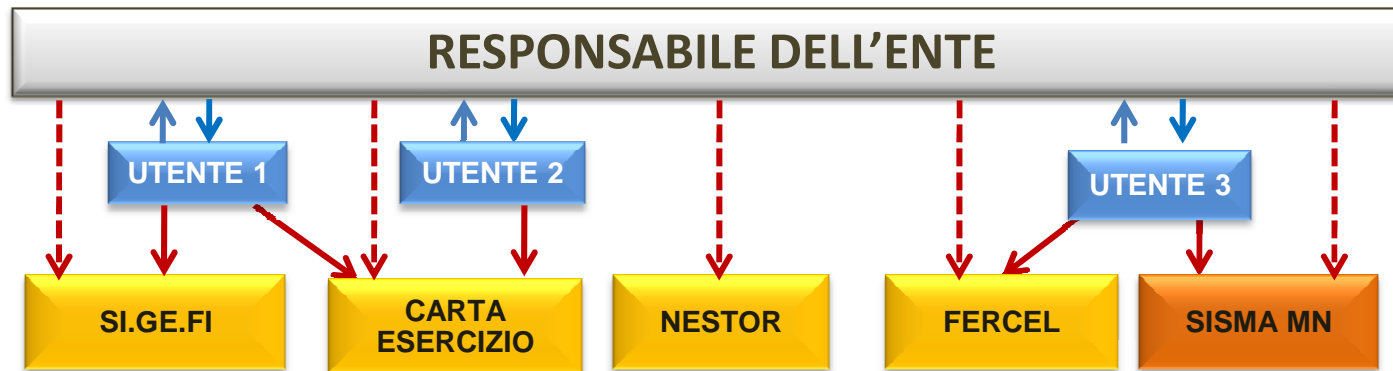 RESPONSABILE DELL’ENTE
UTENTE 1
UTENTE 2
UTENTE 3
SI.GE.FI
CARTA
ESERCIZIO
NESTOR
FERCEL
SISMA MN